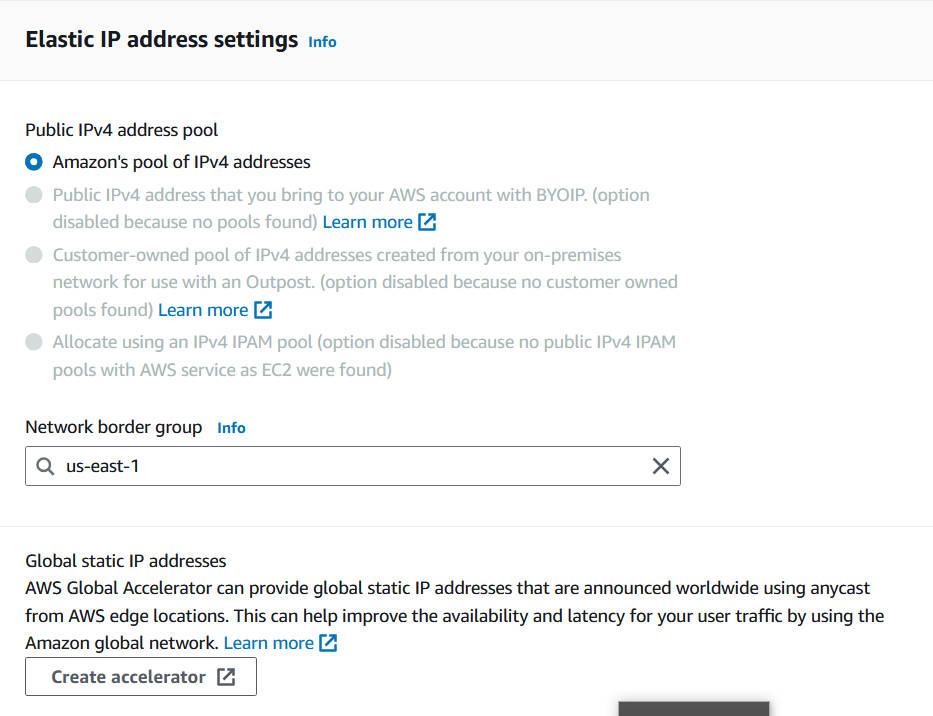 Elastic IP address settings Info
Public IPv4 address pool
Amazon's pool of IPv4 addresses
Public IPv4 address that you bring to your AWS account with BYOIP. (option
disabled because no pools found) Learn more
Customer-owned pool of IPv4 addresses created from your on-premises
network for use with an Outpost. (option disabled because no customer owned
pools found) Learn more
Allocate using an IPv4 IPAM pool (option disabled because no public IPv4 IPAM
pools with AWS service as EC2 were found)
Network border group Info
us-east-1
Global static IP addresses
AWS Global Accelerator can provide global static IP addresses that are announced worldwide using anycast
from AWS edge locations. This can help improve the availability and latency for your user traffic by using the
Amazon global network. Learn more
Create accelerator